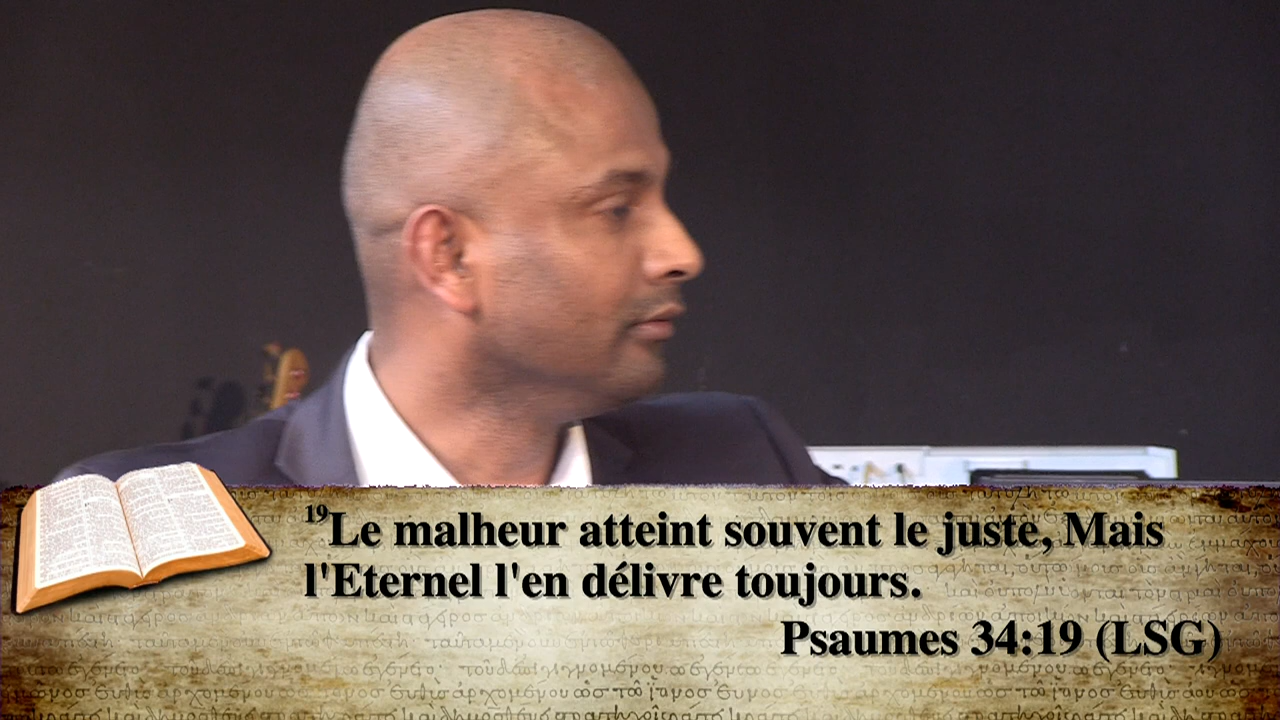 ¹⁹Le malheur atteint souvent le juste, Mais
l'Eternel l'en délivre toujours.
Psaumes 34:19 (LSG)